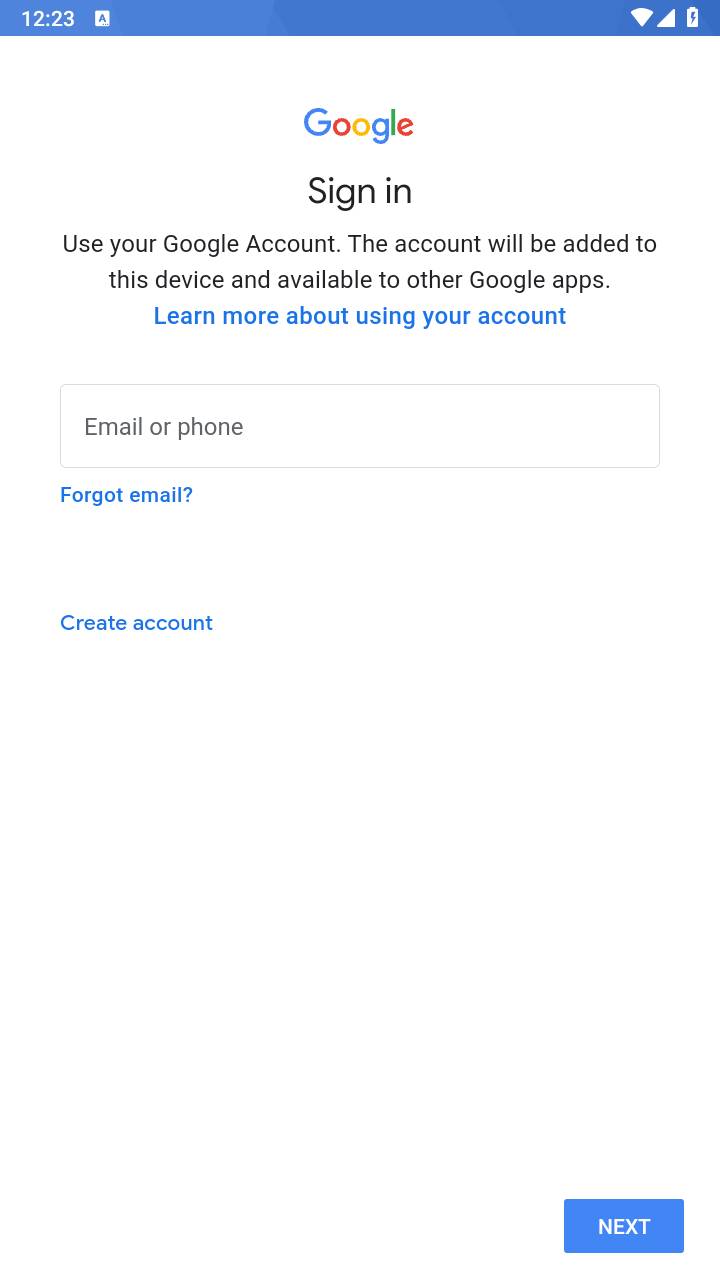 12:23
Google
Sign in
Use your Google Account. The account will be added to
this device and available to other Google apps.
Learn more about using your account
Email or phone
Forgot email?
Create account
NEXT